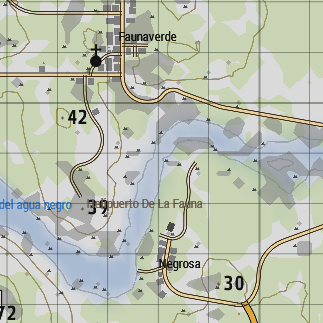 Faunaverde
42
del agua negro
39
puerto De La Fauna
Negrosa
30
72